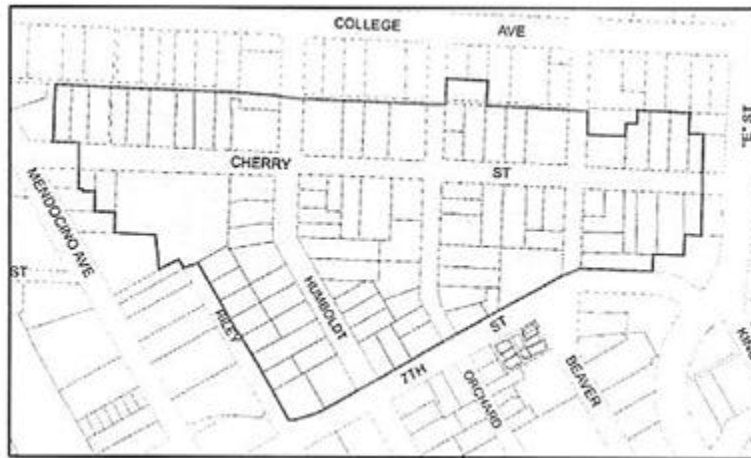 COLLEGE AVE
"E" ST
CHERRY ST
MENDOCINO AVE
ST
HUMBOLDT
RILEY
7TH ST
ORCHARD
BEAVER